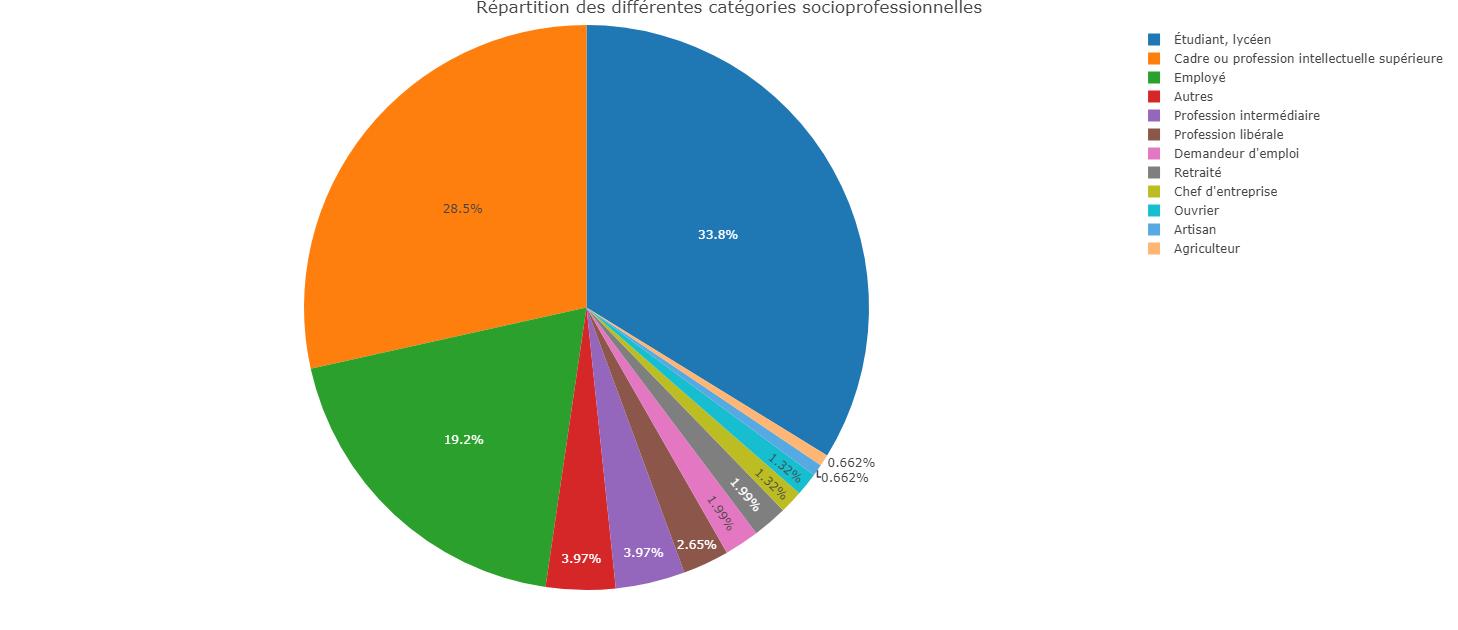 Répartition des différentes catégories socioprofessionnelles
Étudiant, lycéen
Cadre ou profession intellectuelle supérieure
Employé
Autres
Profession intermédiaire
Profession libérale
Demandeur d'emploi
Retraité
Chef d'entreprise
Ouvrier
Artisan
Agriculteur
28.5%
33.8%
19.2%
3.97%
3.97%
2.65%
1.99%
1.99%
1.32%
1.32%
0.662%
0.662%